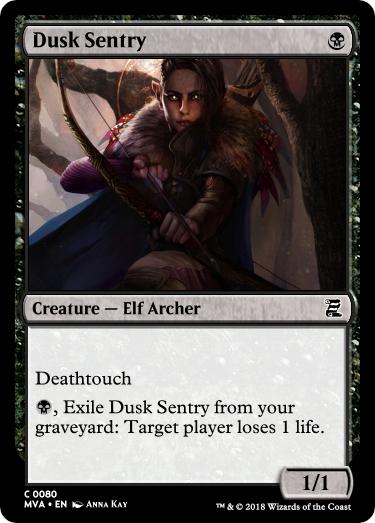 Dusk Sentry
Creature — Elf Archer
Deathtouch
, Exile Dusk Sentry from your
graveyard: Target player loses 1 life.
1/1
C 0080
MVA • EN Anna Kay
™ & © 2018 Wizards of the Coast